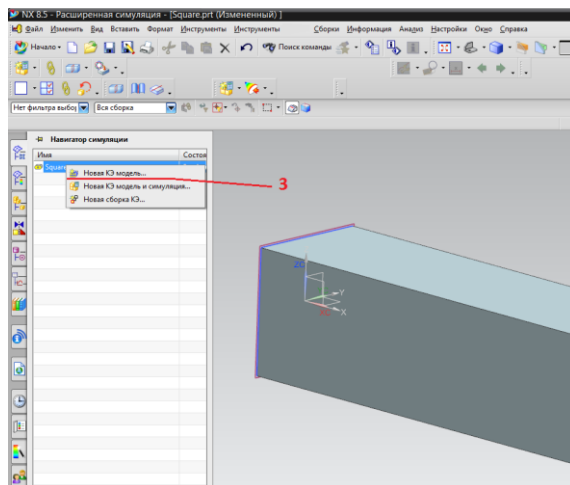 NX 8.5 - Расширенная симуляция - [Square.prt (Измененный) ]
Файл Изменить Вид Вставить Формат Инструменты Инструменты Сборки Информация Анализ Настройки Окно Справка
Начало Поиск команды
Нет фильтра выбор Вся сборка
Навигатор симуляции
Имя Состоя
Square
Новая КЭ модель...
Новая КЭ модель и симуляция...
Новая сборка КЭ...
3
Y
X